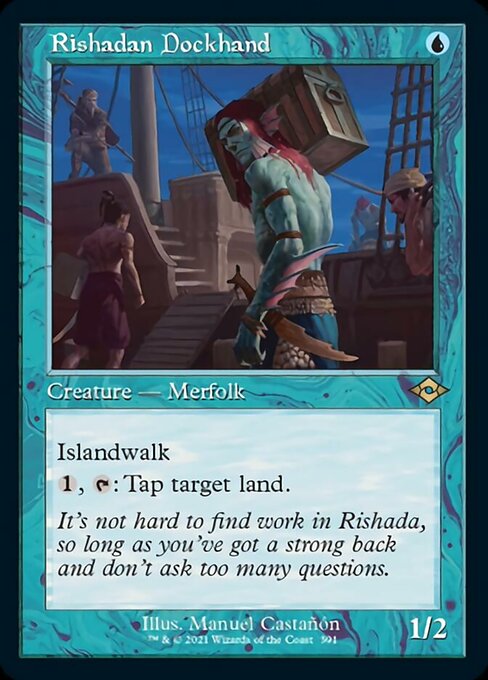 Rishadan Dockhand
Creature — Merfolk
Islandwalk
1, : Tap target land.
It's not hard to find work in Rishada,
so long as you've got a strong back
and don't ask too many questions.
Illus. Manuel Castañón
™ & © 2021 Wizards of the Coast 391
1/2